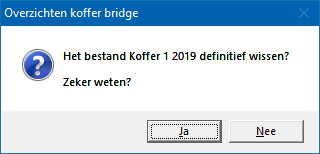 Overzichten koffer bridge
Het bestand Koffer 1 2019 definitief wissen?
Zeker weten?
Ja
Nee